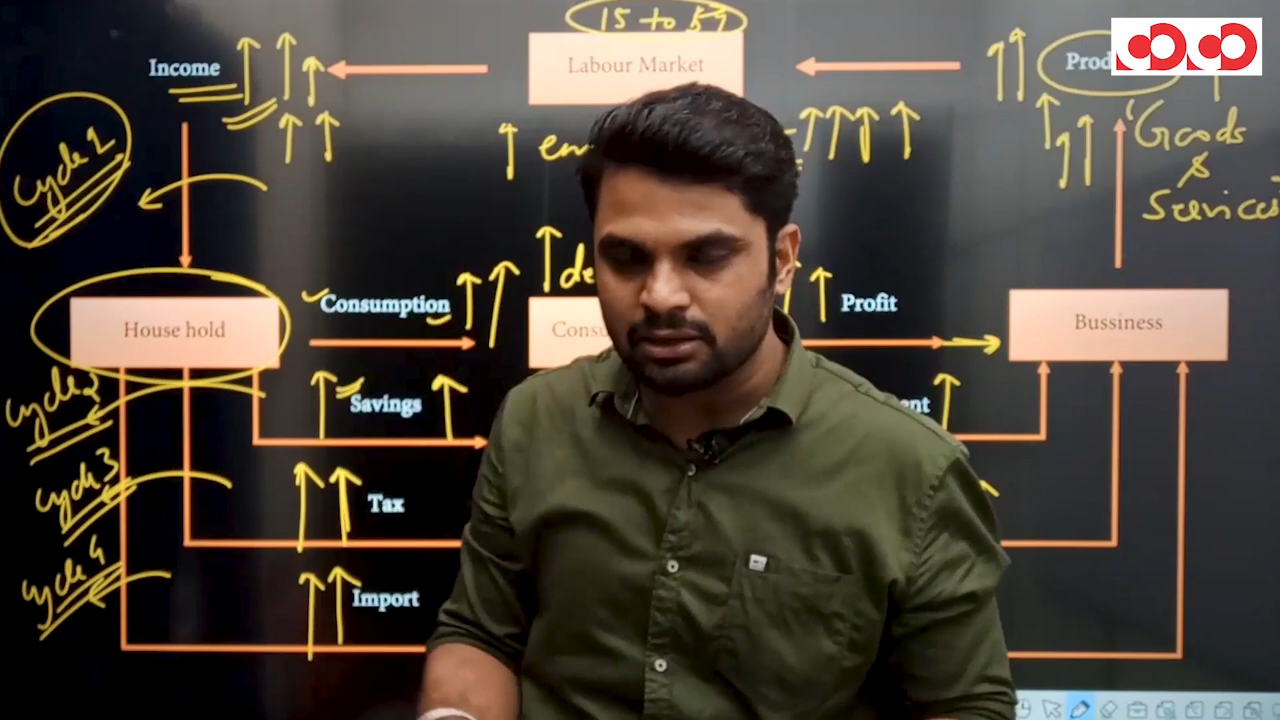 15 to 59
Income
Labour Market
Cycle 1
Goods
&
Services
House hold
Consumption
Profit
Bussiness
Cycle 2
Savings
Cycle 3
Tax
Cycle 4
Import